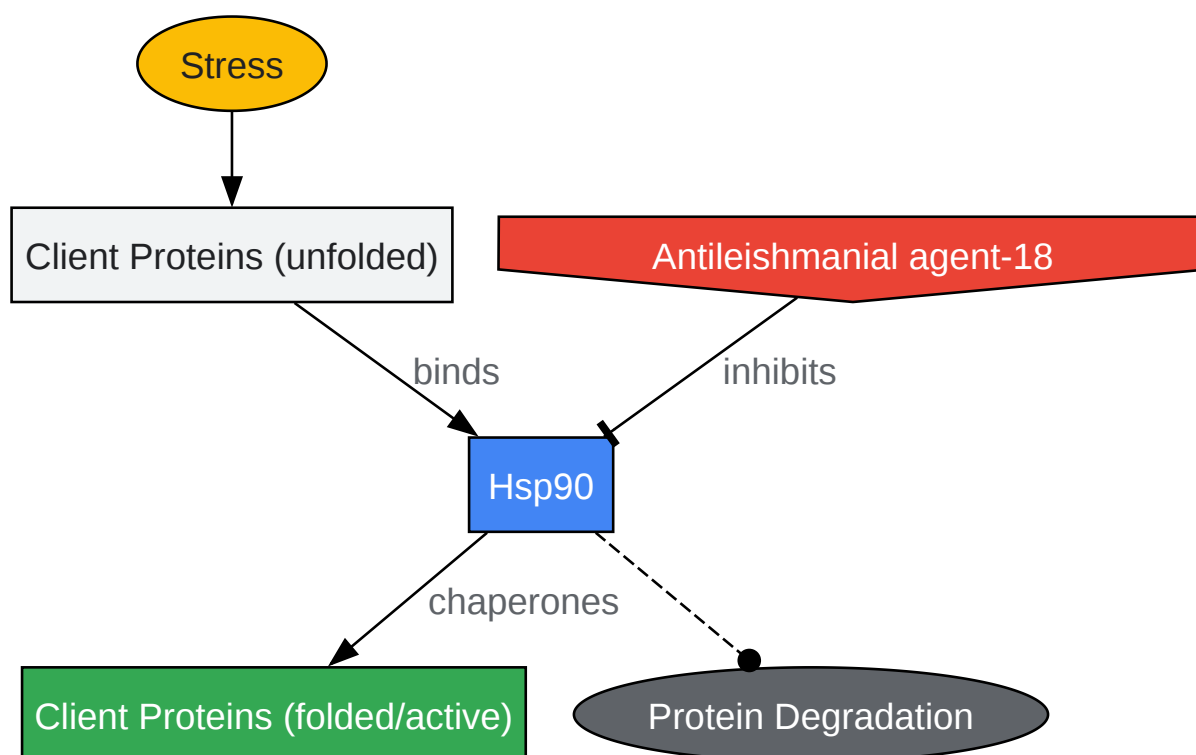 Stress
Client Proteins (unfolded)
Antileishmanial agent-18
binds
inhibits
Hsp90
chaperones
Client Proteins (folded/active)
Protein Degradation